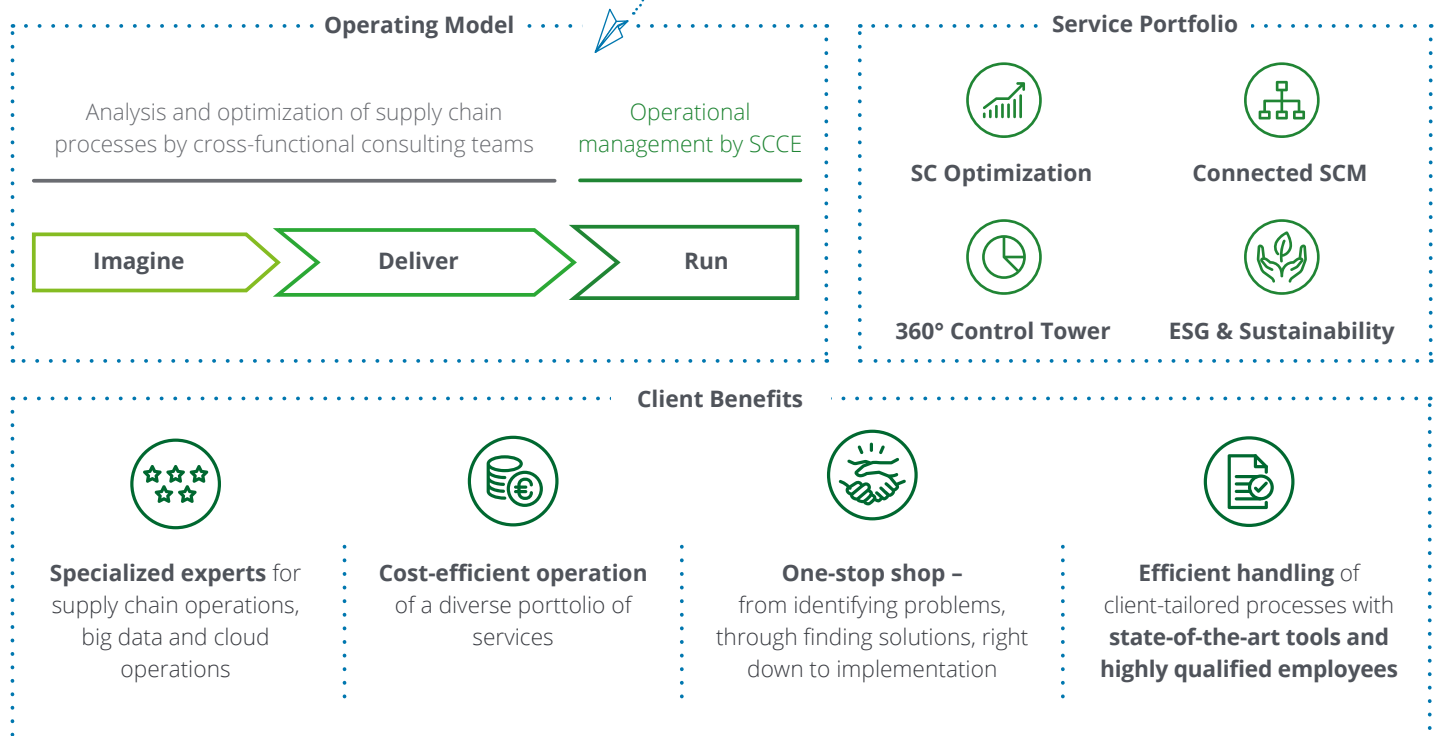 Operating Model
Analysis and optimization of supply chain
processes by cross-functional consulting teams
Operational
management by SCCE
Imagine
Deliver
Run
Service Portfolio
SC Optimization
Connected SCM
360° Control Tower
ESG & Sustainability
Client Benefits
Specialized experts for
supply chain operations,
big data and cloud
operations
Cost-efficient operation
of a diverse porttolio of
services
One-stop shop –
from identifying problems,
through finding solutions, right
down to implementation
Efficient handling of
client-tailored processes with
state-of-the-art tools and
highly qualified employees